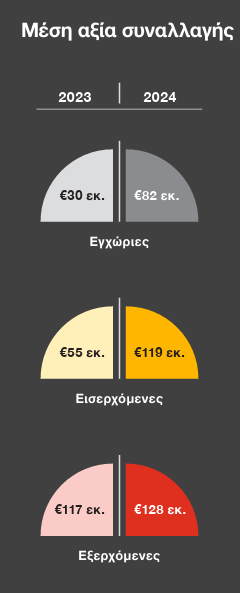 Μέση αξία συναλλαγής
2023 2024
€30 εκ. €82 εκ.
Εγχώριες
€55 εκ. €119 εκ.
Εισερχόμενες
€117 εκ. €128 εκ.
Εξερχόμενες